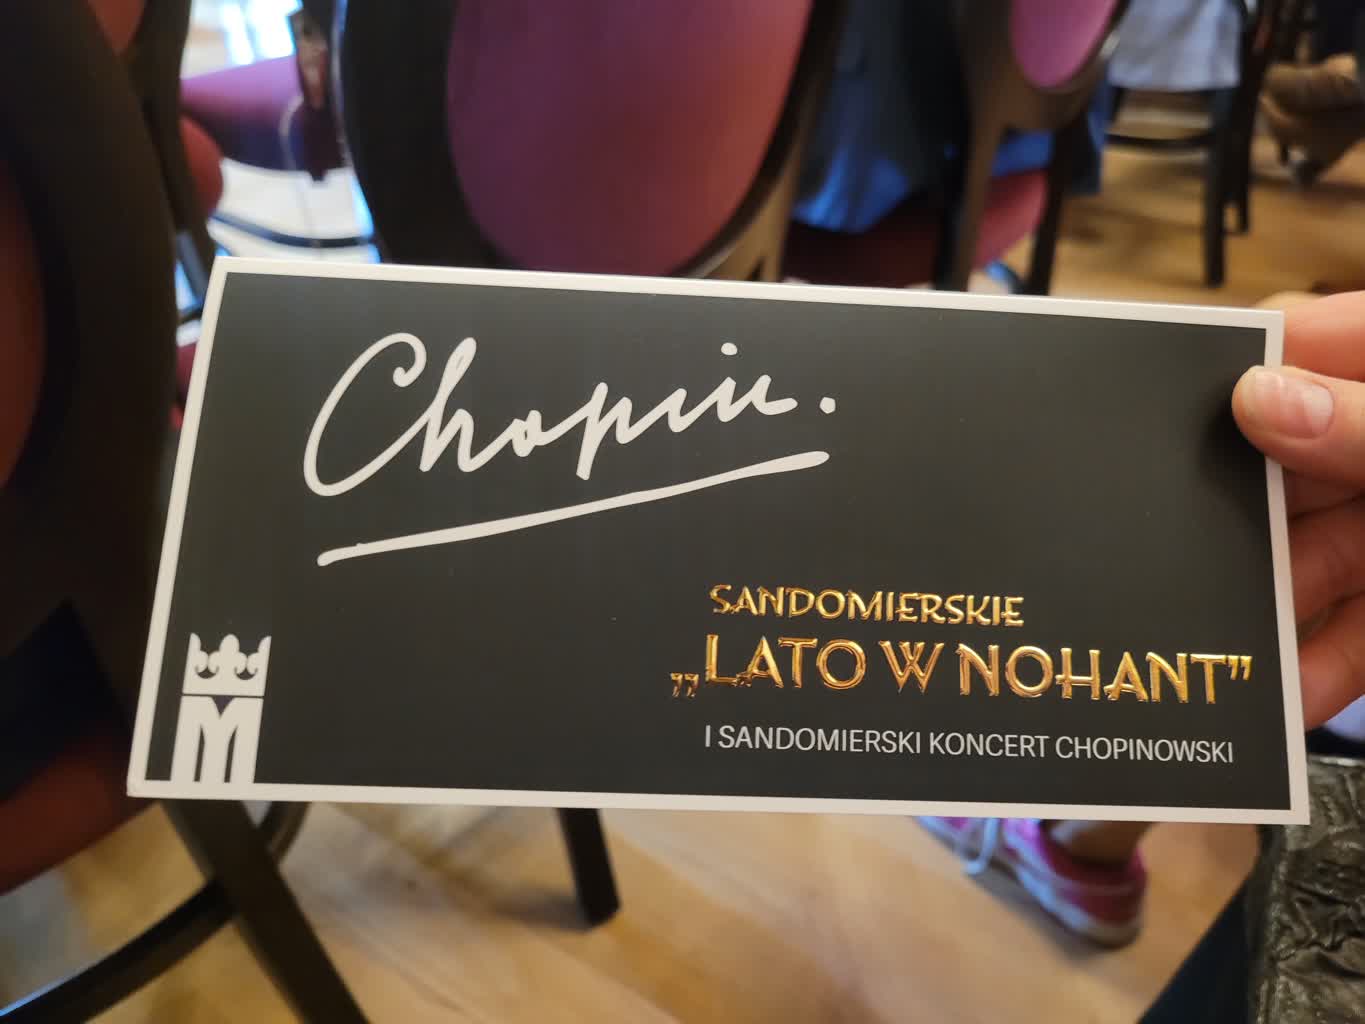 Chopin.
SANDOMIERSKIE
„LATO W NOHANT”
I SANDOMIERSKI KONCERT CHOPINOWSKI
M